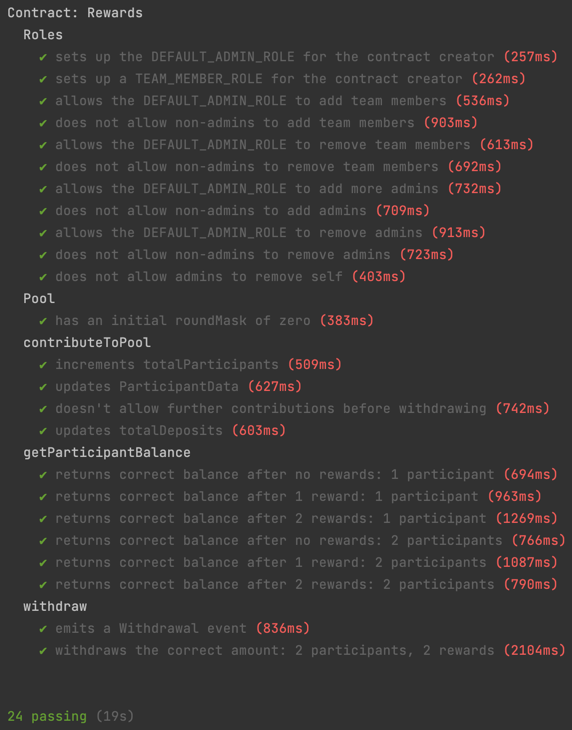 Contract: Rewards
Roles
✔ sets up the DEFAULT_ADMIN_ROLE for the contract creator (257ms)
✔ sets up a TEAM_MEMBER_ROLE for the contract creator (262ms)
✔ allows the DEFAULT_ADMIN_ROLE to add team members (536ms)
✔ does not allow non-admins to add team members (903ms)
✔ allows the DEFAULT_ADMIN_ROLE to remove team members (613ms)
✔ does not allow non-admins to remove team members (692ms)
✔ allows the DEFAULT_ADMIN_ROLE to add more admins (732ms)
✔ does not allow non-admins to add admins (709ms)
✔ allows the DEFAULT_ADMIN_ROLE to remove admins (913ms)
✔ does not allow non-admins to remove admins (723ms)
✔ does not allow admins to remove self (403ms)
Pool
✔ has an initial roundMask of zero (383ms)
contributeToPool
✔ increments totalParticipants (509ms)
✔ updates ParticipantData (627ms)
✔ doesn't allow further contributions before withdrawing (742ms)
✔ updates totalDeposits (603ms)
getParticipantBalance
✔ returns correct balance after no rewards: 1 participant (694ms)
✔ returns correct balance after 1 reward: 1 participant (963ms)
✔ returns correct balance after 2 rewards: 1 participant (1269ms)
✔ returns correct balance after no rewards: 2 participants (766ms)
✔ returns correct balance after 1 reward: 2 participants (1087ms)
✔ returns correct balance after 2 rewards: 2 participants (790ms)
withdraw
✔ emits a Withdrawal event (836ms)
✔ withdraws the correct amount: 2 participants, 2 rewards (2104ms)
24 passing (19s)